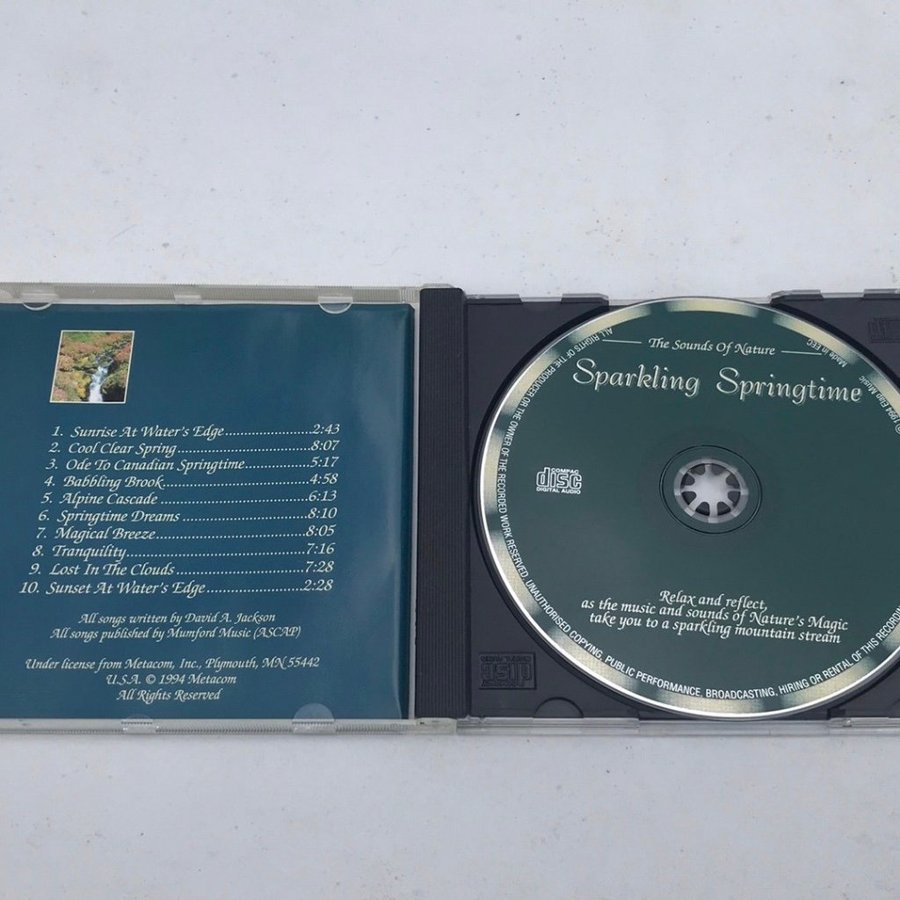 1. Sunrise At Water's Edge 2:43
2. Cool Clear Spring 8:07
3. Ode To Canadian Springtime 5:17
4. Babbling Brook 4:58
5. Alpine Cascade 6:13
6. Springtime Dreams 8:10
7. Magical Breeze 8:05
8. Tranquility 7:16
9. Lost In The Clouds 7:28
10. Sunset At Water's Edge 2:28
All songs written by David A. Jackson
All songs published by Mumford Music (ASCAP)
Under license from Metacom, Inc., Plymouth, MN 55442
U.S.A. © 1994 Metacom
All Rights Reserved
The Sounds Of Nature
Sparkling Springtime
COMPACT
disc
DIGITAL AUDIO
Relax and reflect,
as the music and sounds of Nature's Magic
take you to a sparkling mountain stream
ALL RIGHTS OF THE PRODUCER OR THE OWNER OF THE RECORDED WORK RESERVED. UNAUTHORISED COPYING, PUBLIC PERFORMANCE, BROADCASTING, HIRING OR RENTAL OF THIS RECORDING
Made in EEC
1994 Elap Music
disc